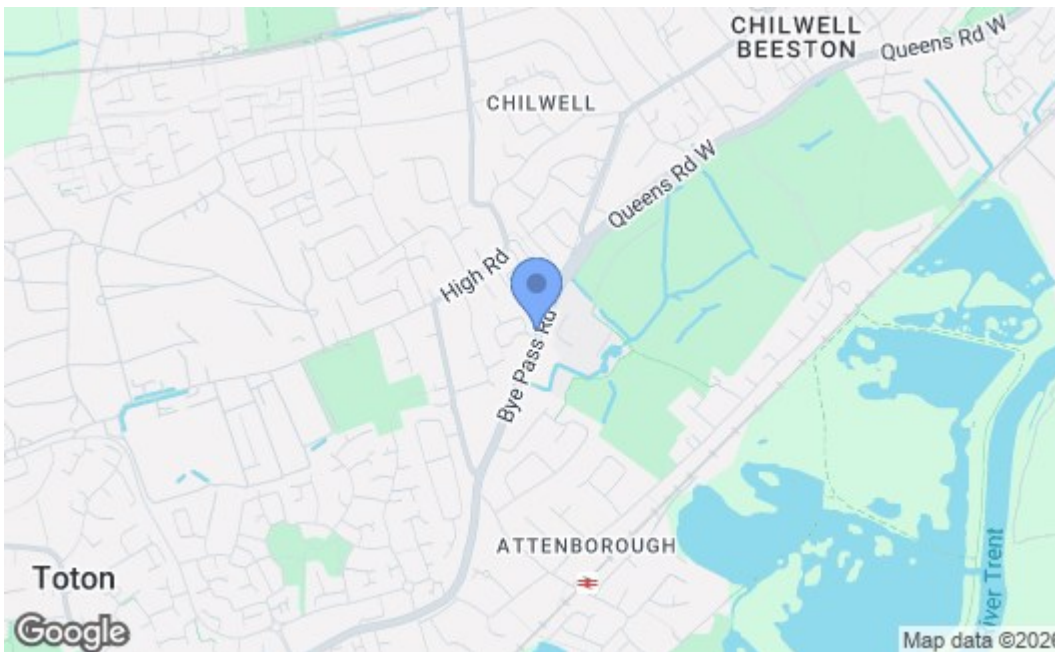 CHILWELL
BEESTON
Queens Rd W
CHILWELL
Queens Rd W
High Rd
Bye Pass Rd
ATTENBOROUGH
Toton
River Trent
Google
Map data ©2026